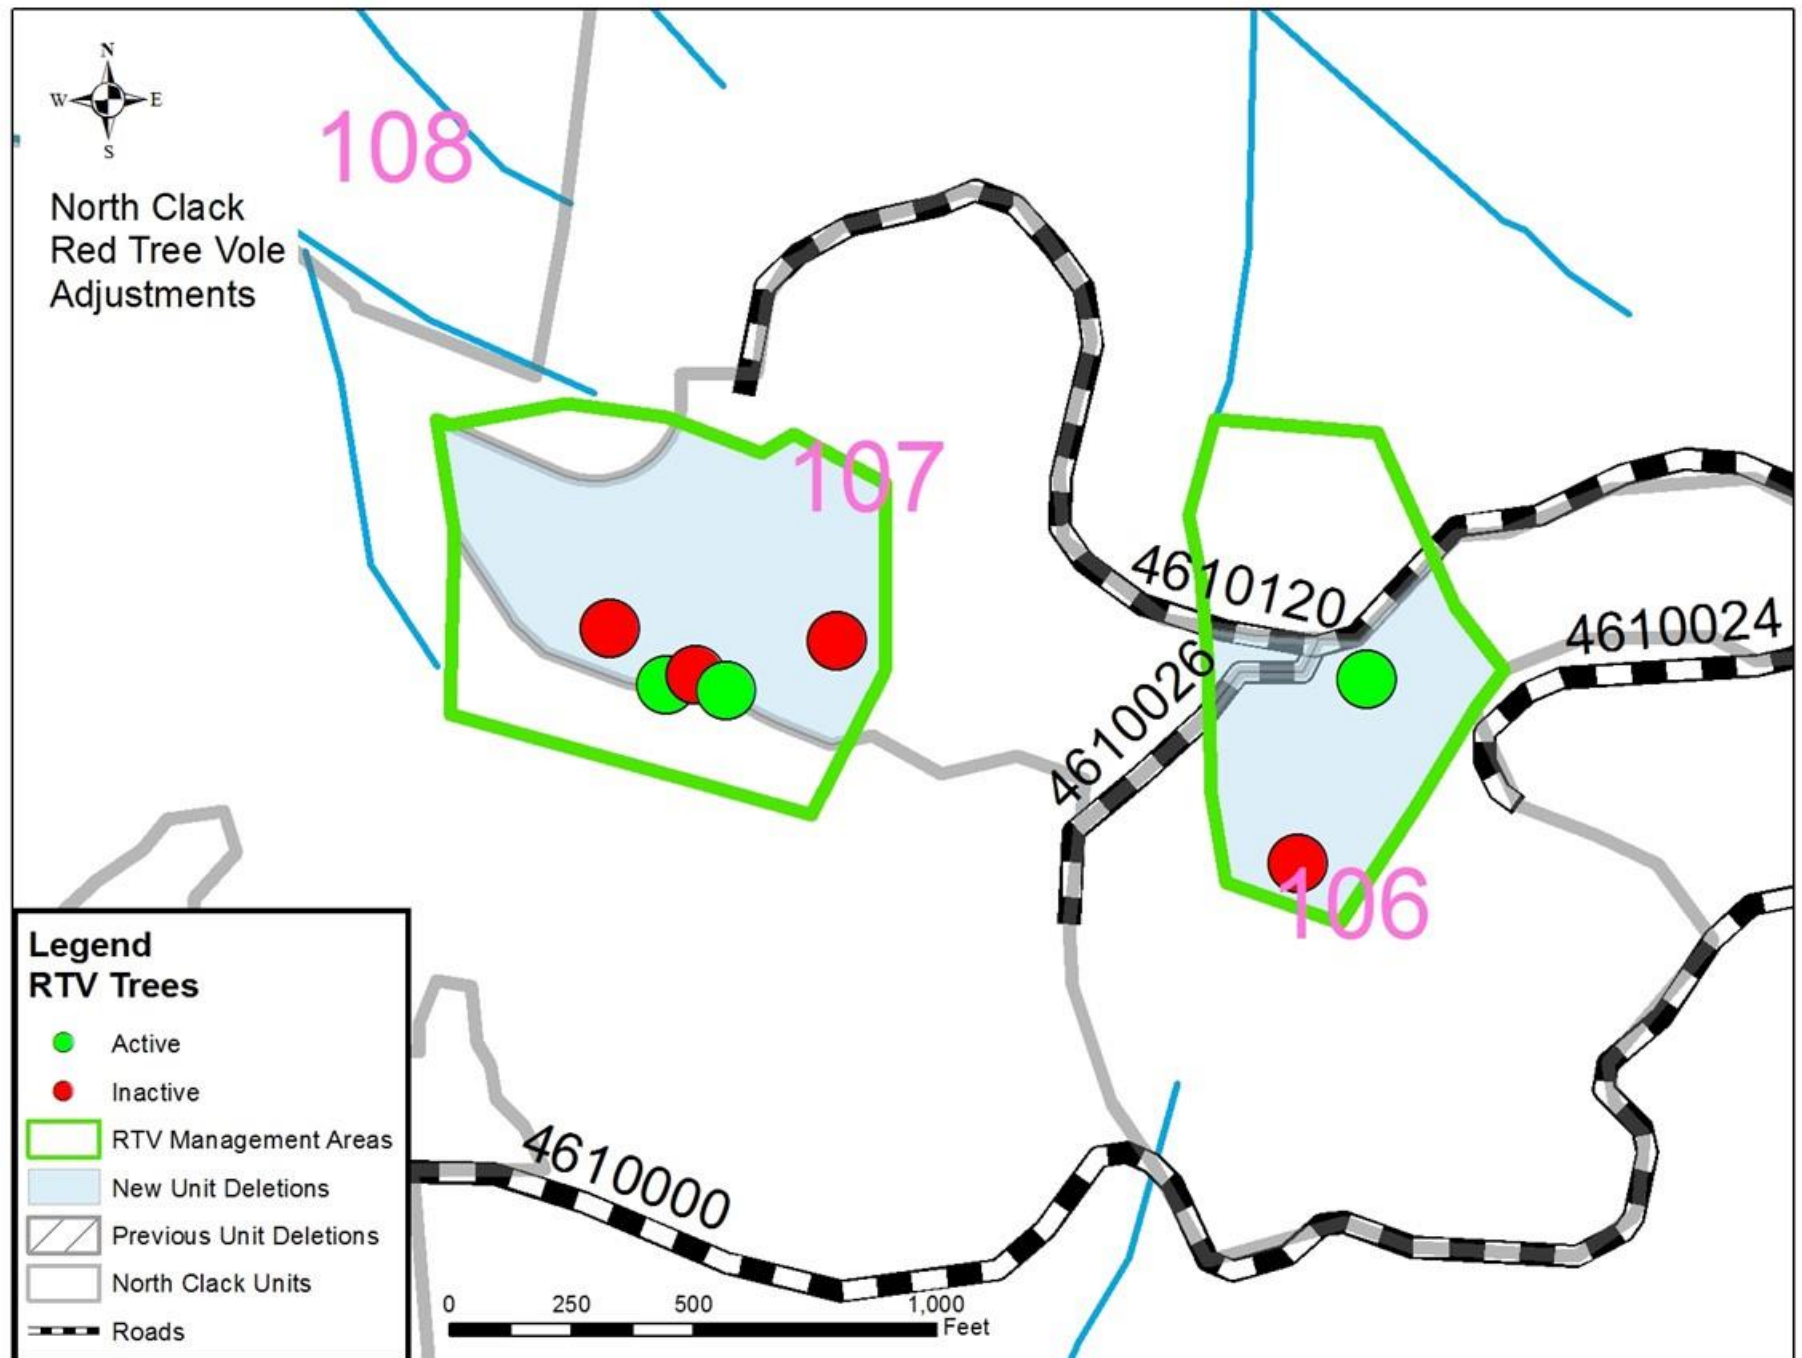 N
W E
S
108
North Clack
Red Tree Vole
Adjustments
107
4610120
4610024
4610026
106
4610000
Legend
RTV Trees
Active
Inactive
RTV Management Areas
New Unit Deletions
Previous Unit Deletions
North Clack Units
Roads
0 250 500 1,000
Feet